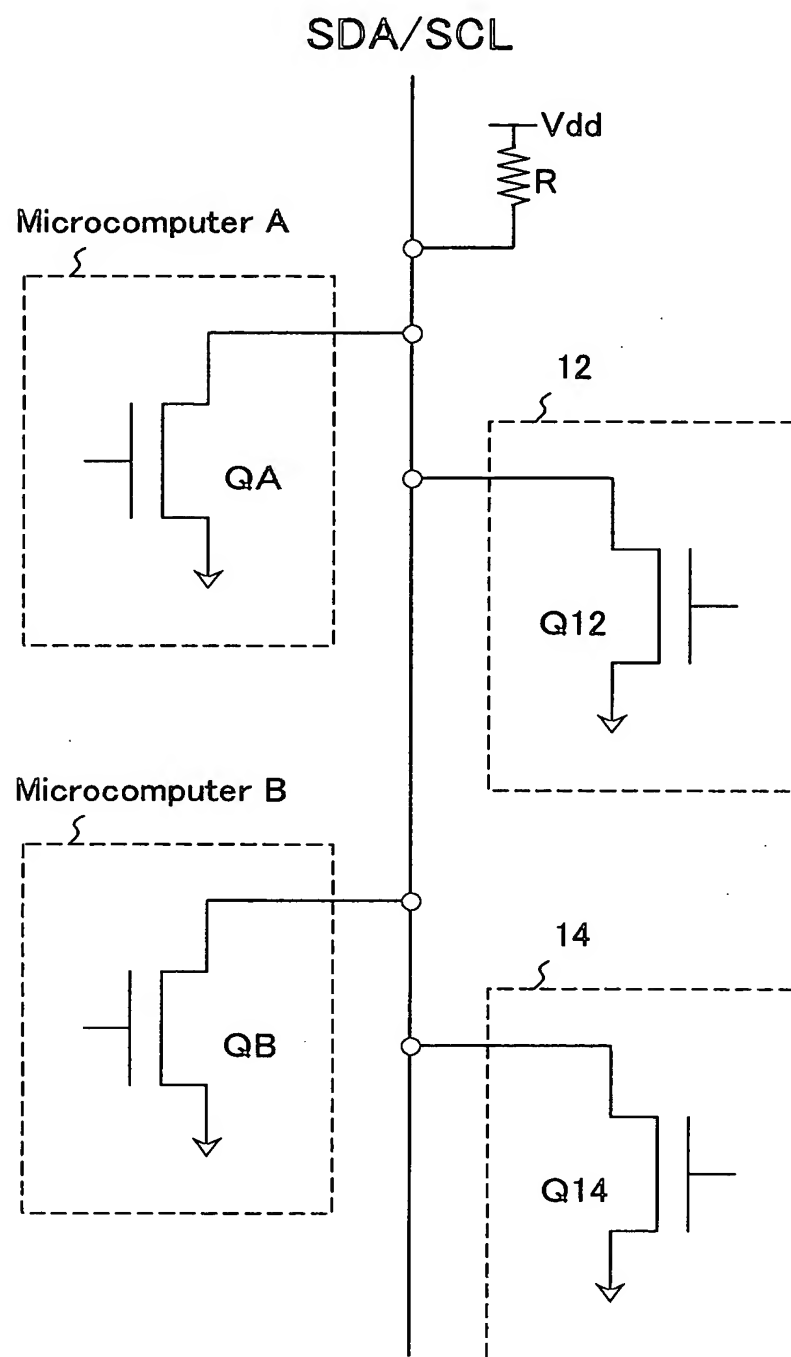 SDA/SCL
Vdd
R
Microcomputer A
QA
12
Q12
Microcomputer B
QB
14
Q14